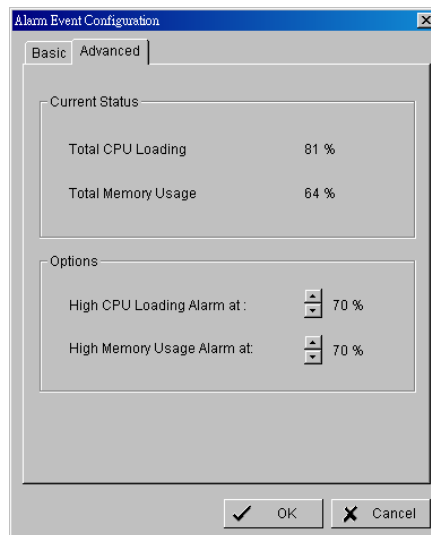 Alarm Event Configuration
Basic Advanced
Current Status
Total CPU Loading 81 %
Total Memory Usage 64 %
Options
High CPU Loading Alarm at : 70 %
High Memory Usage Alarm at: 70 %
OK Cancel